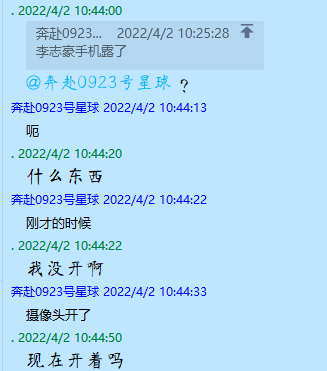 . 2022/4/2 10:44:00
奔赴0923... 2022/4/2 10:25:28
李志豪手机露了
@奔赴0923号星球 ?
奔赴0923号星球 2022/4/2 10:44:13
呃
. 2022/4/2 10:44:20
什么东西
奔赴0923号星球 2022/4/2 10:44:22
刚才的时候
. 2022/4/2 10:44:22
我没开啊
奔赴0923号星球 2022/4/2 10:44:33
摄像头开了
. 2022/4/2 10:44:50
现在开着吗